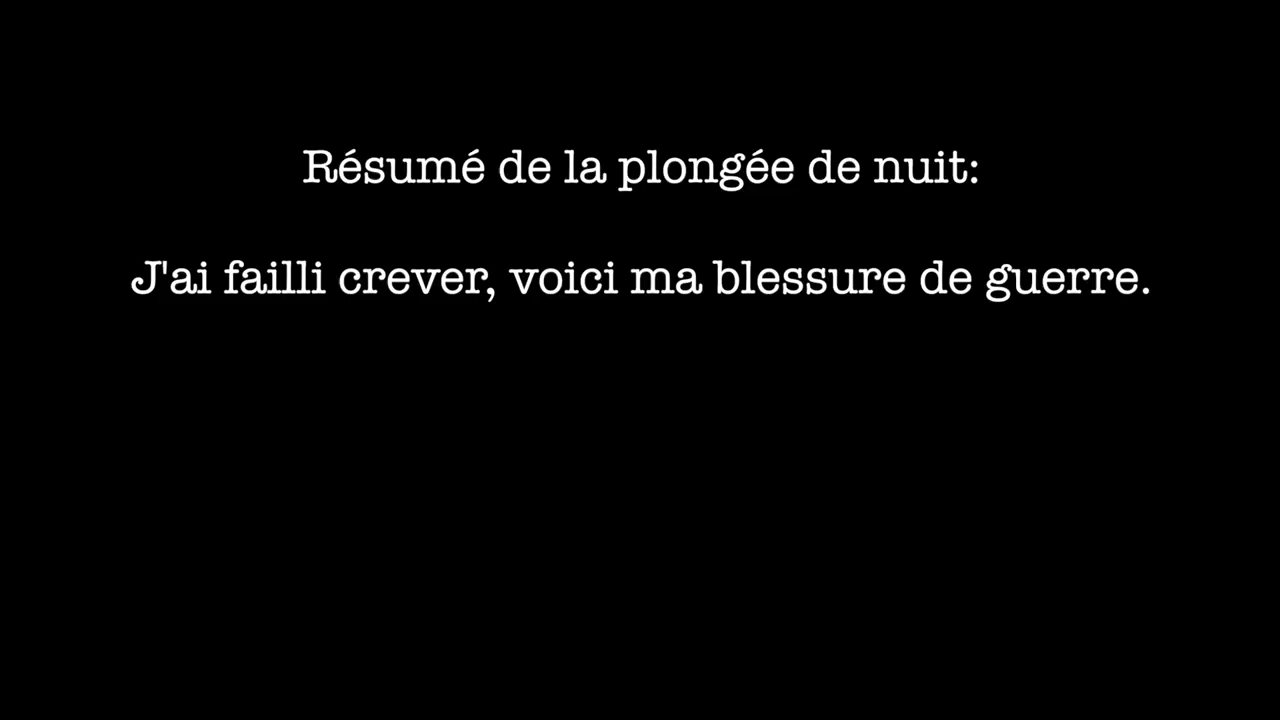 Résumé de la plongée de nuit:
J'ai failli crever, voici ma blessure de guerre.